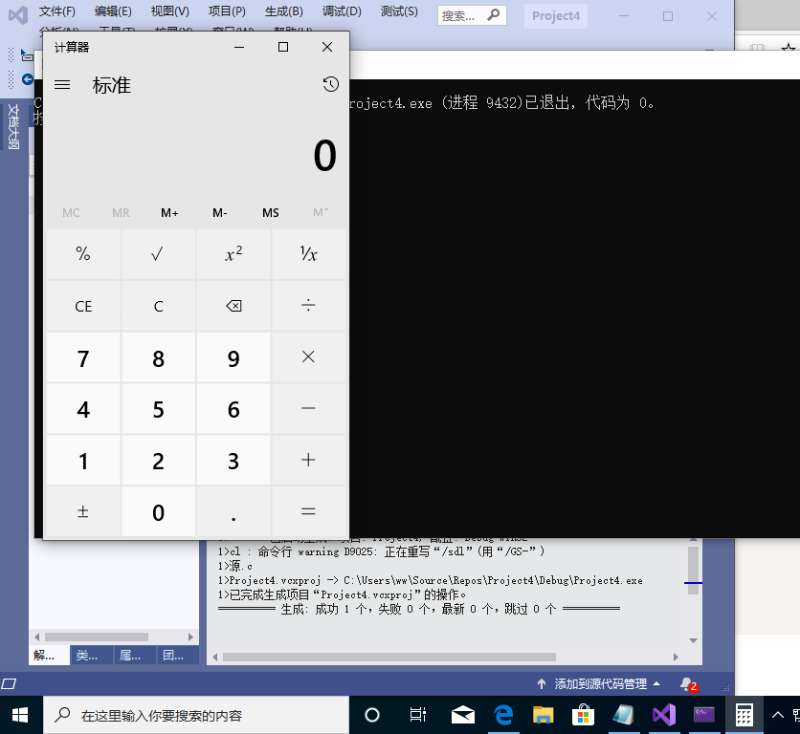 文件(F) 编辑(E) 视图(V) 项目(P) 生成(B) 调试(D) 测试(S) 搜索... Project4
计算器
标准
roject4.exe (进程 9432)已退出，代码为 0。
文档大纲
0
MC MR M+ M- MS M˅
% √ x² ¹/x
CE C ÷
7 8 9 ×
4 5 6 −
1 2 3 +
± 0 . =
1>cl : 命令行 warning D9025: 正在重写“/sdl”(用“/GS-”)
1>源.c
1>Project4.vcxproj -> C:\Users\ww\Source\Repos\Project4\Debug\Project4.exe
1>已完成生成项目“Project4.vcxproj”的操作。
========== 生成: 成功 1 个，失败 0 个，最新 0 个，跳过 0 个 ==========
解... 类... 属... 团...
添加到源代码管理 2
在这里输入你要搜索的内容